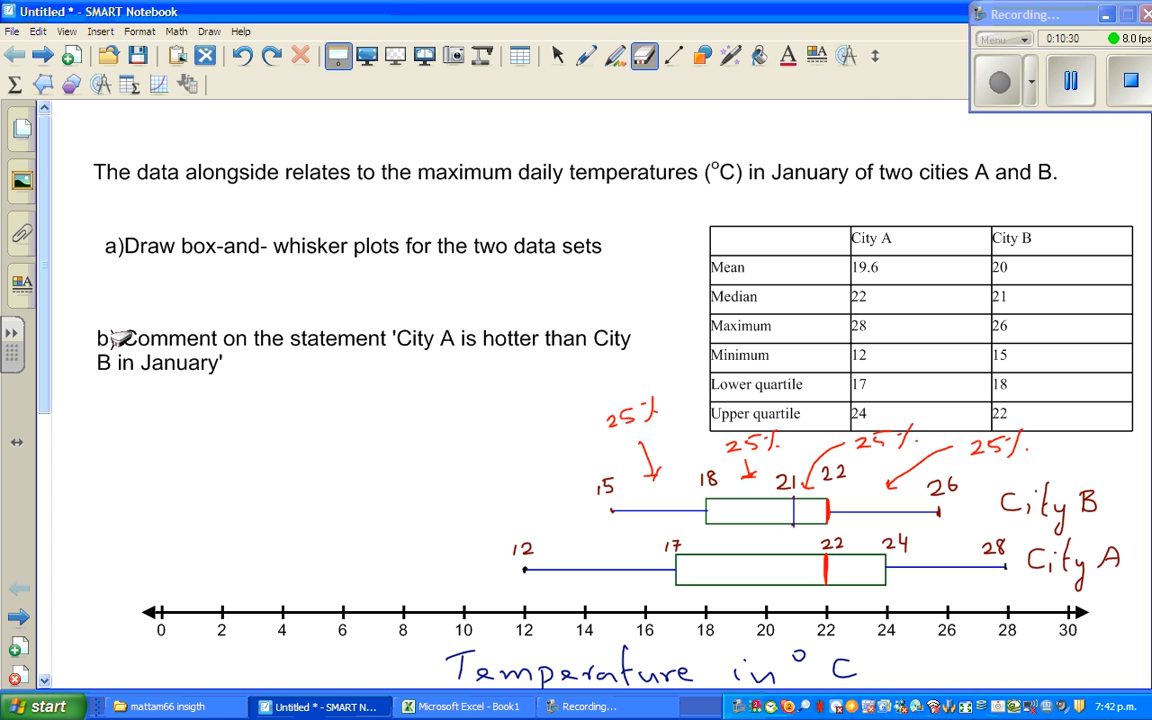 Untitled * - SMART Notebook
Recording...
File Edit View Insert Format Math Draw Help
Menu
0:10:30
8.0 fps
The data alongside relates to the maximum daily temperatures (°C) in January of two cities A and B.
a)Draw box-and- whisker plots for the two data sets
b) Comment on the statement 'City A is hotter than City
B in January'
City A City B
Mean 19.6 20
Median 22 21
Maximum 28 26
Minimum 12 15
Lower quartile 17 18
Upper quartile 24 22
25% 25% 25% 25%
15 18 21 22 26 City B
12 17 22 24 28 City A
0 2 4 6 8 10 12 14 16 18 20 22 24 26 28 30
Temperature in °C
start
mattam66 insigth
Untitled * - SMART N...
Microsoft Excel - Book1
Recording...
7:42 p.m.